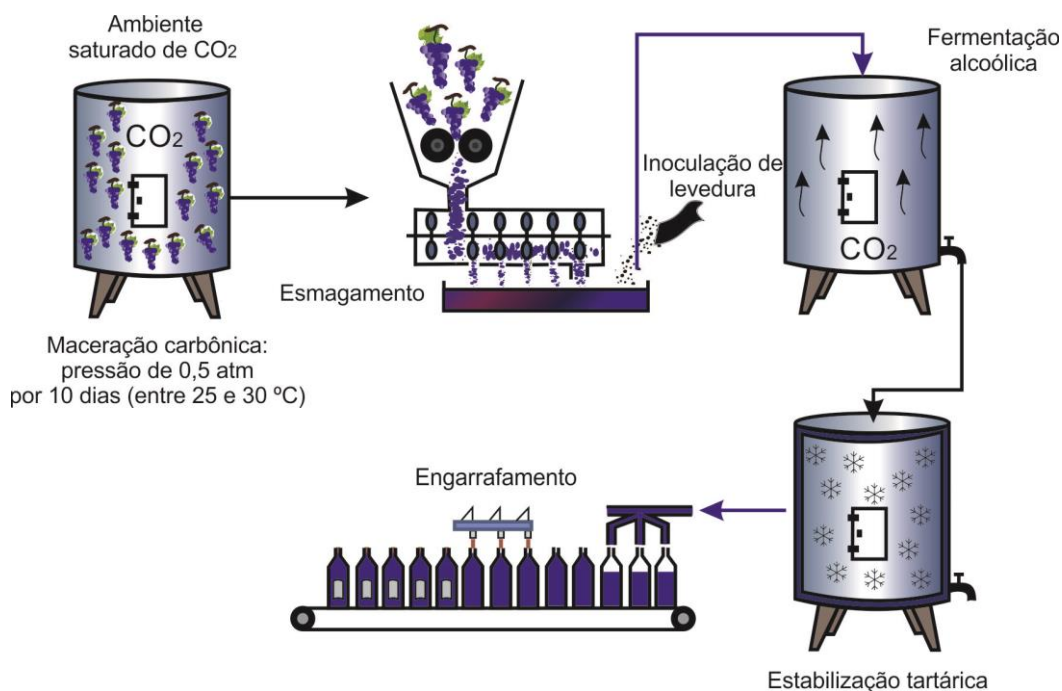 Ambiente
saturado de CO2
CO2
Maceração carbônica:
pressão de 0,5 atm
por 10 dias (entre 25 e 30 ºC)
Esmagamento
Inoculação de
levedura
Fermentação
alcoólica
CO2
Engarrafamento
Estabilização tartárica